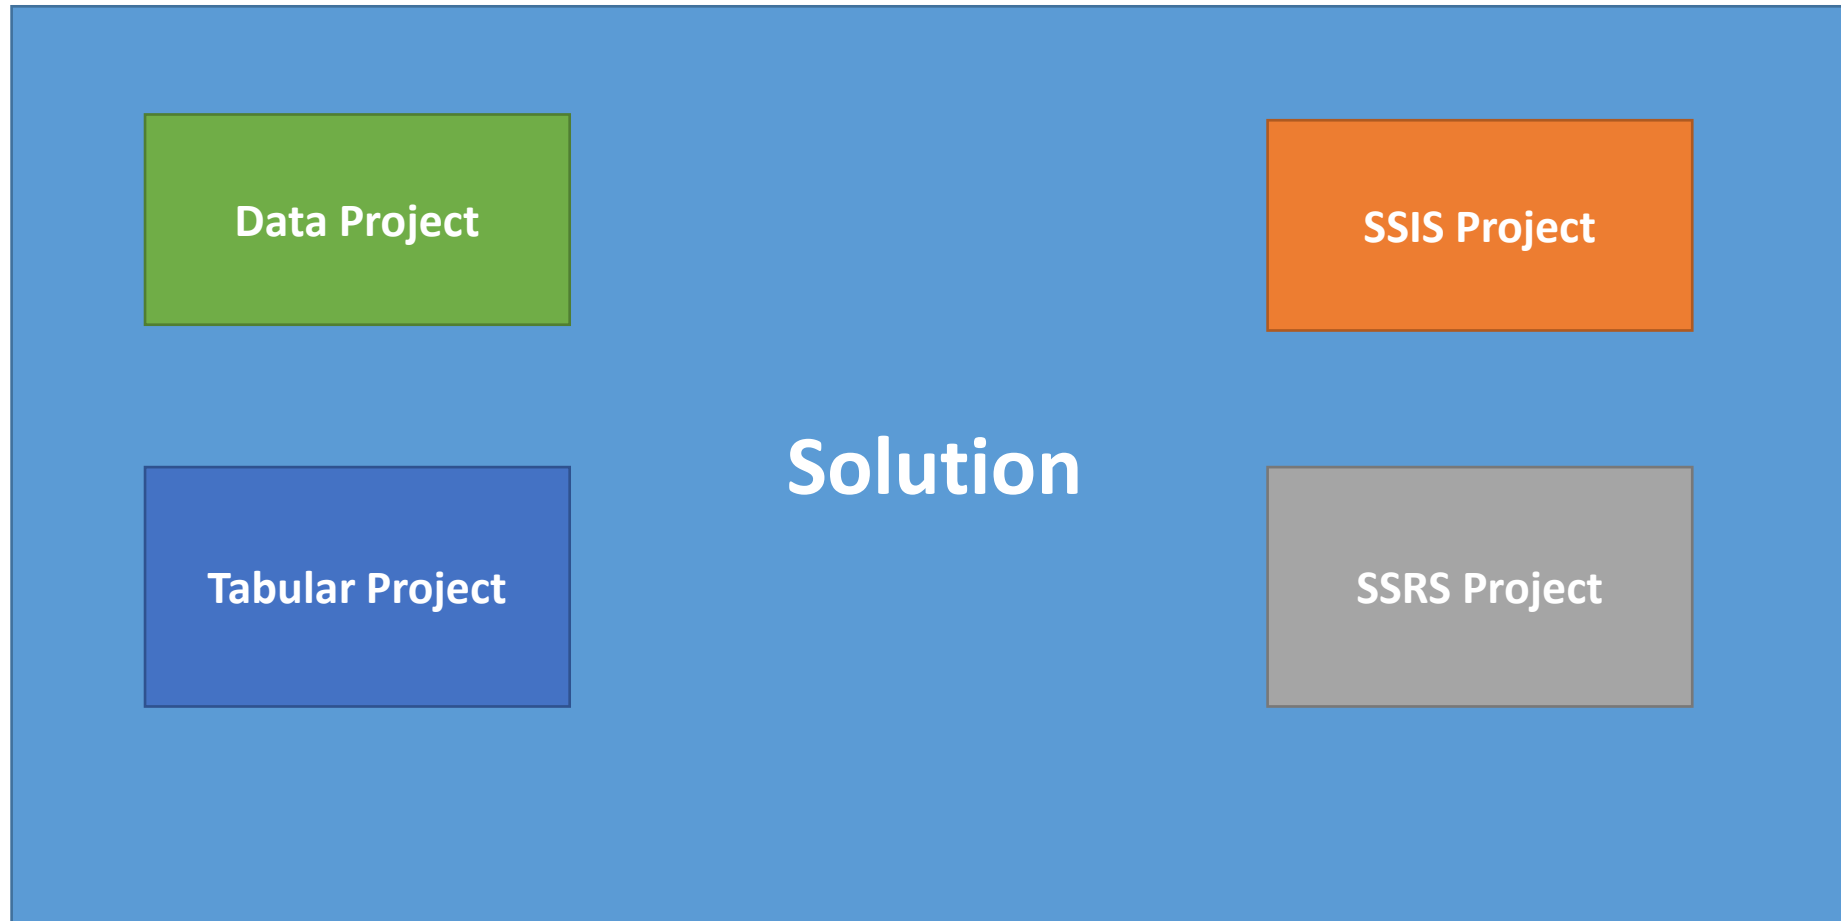 Data Project
SSIS Project
Solution
Tabular Project
SSRS Project